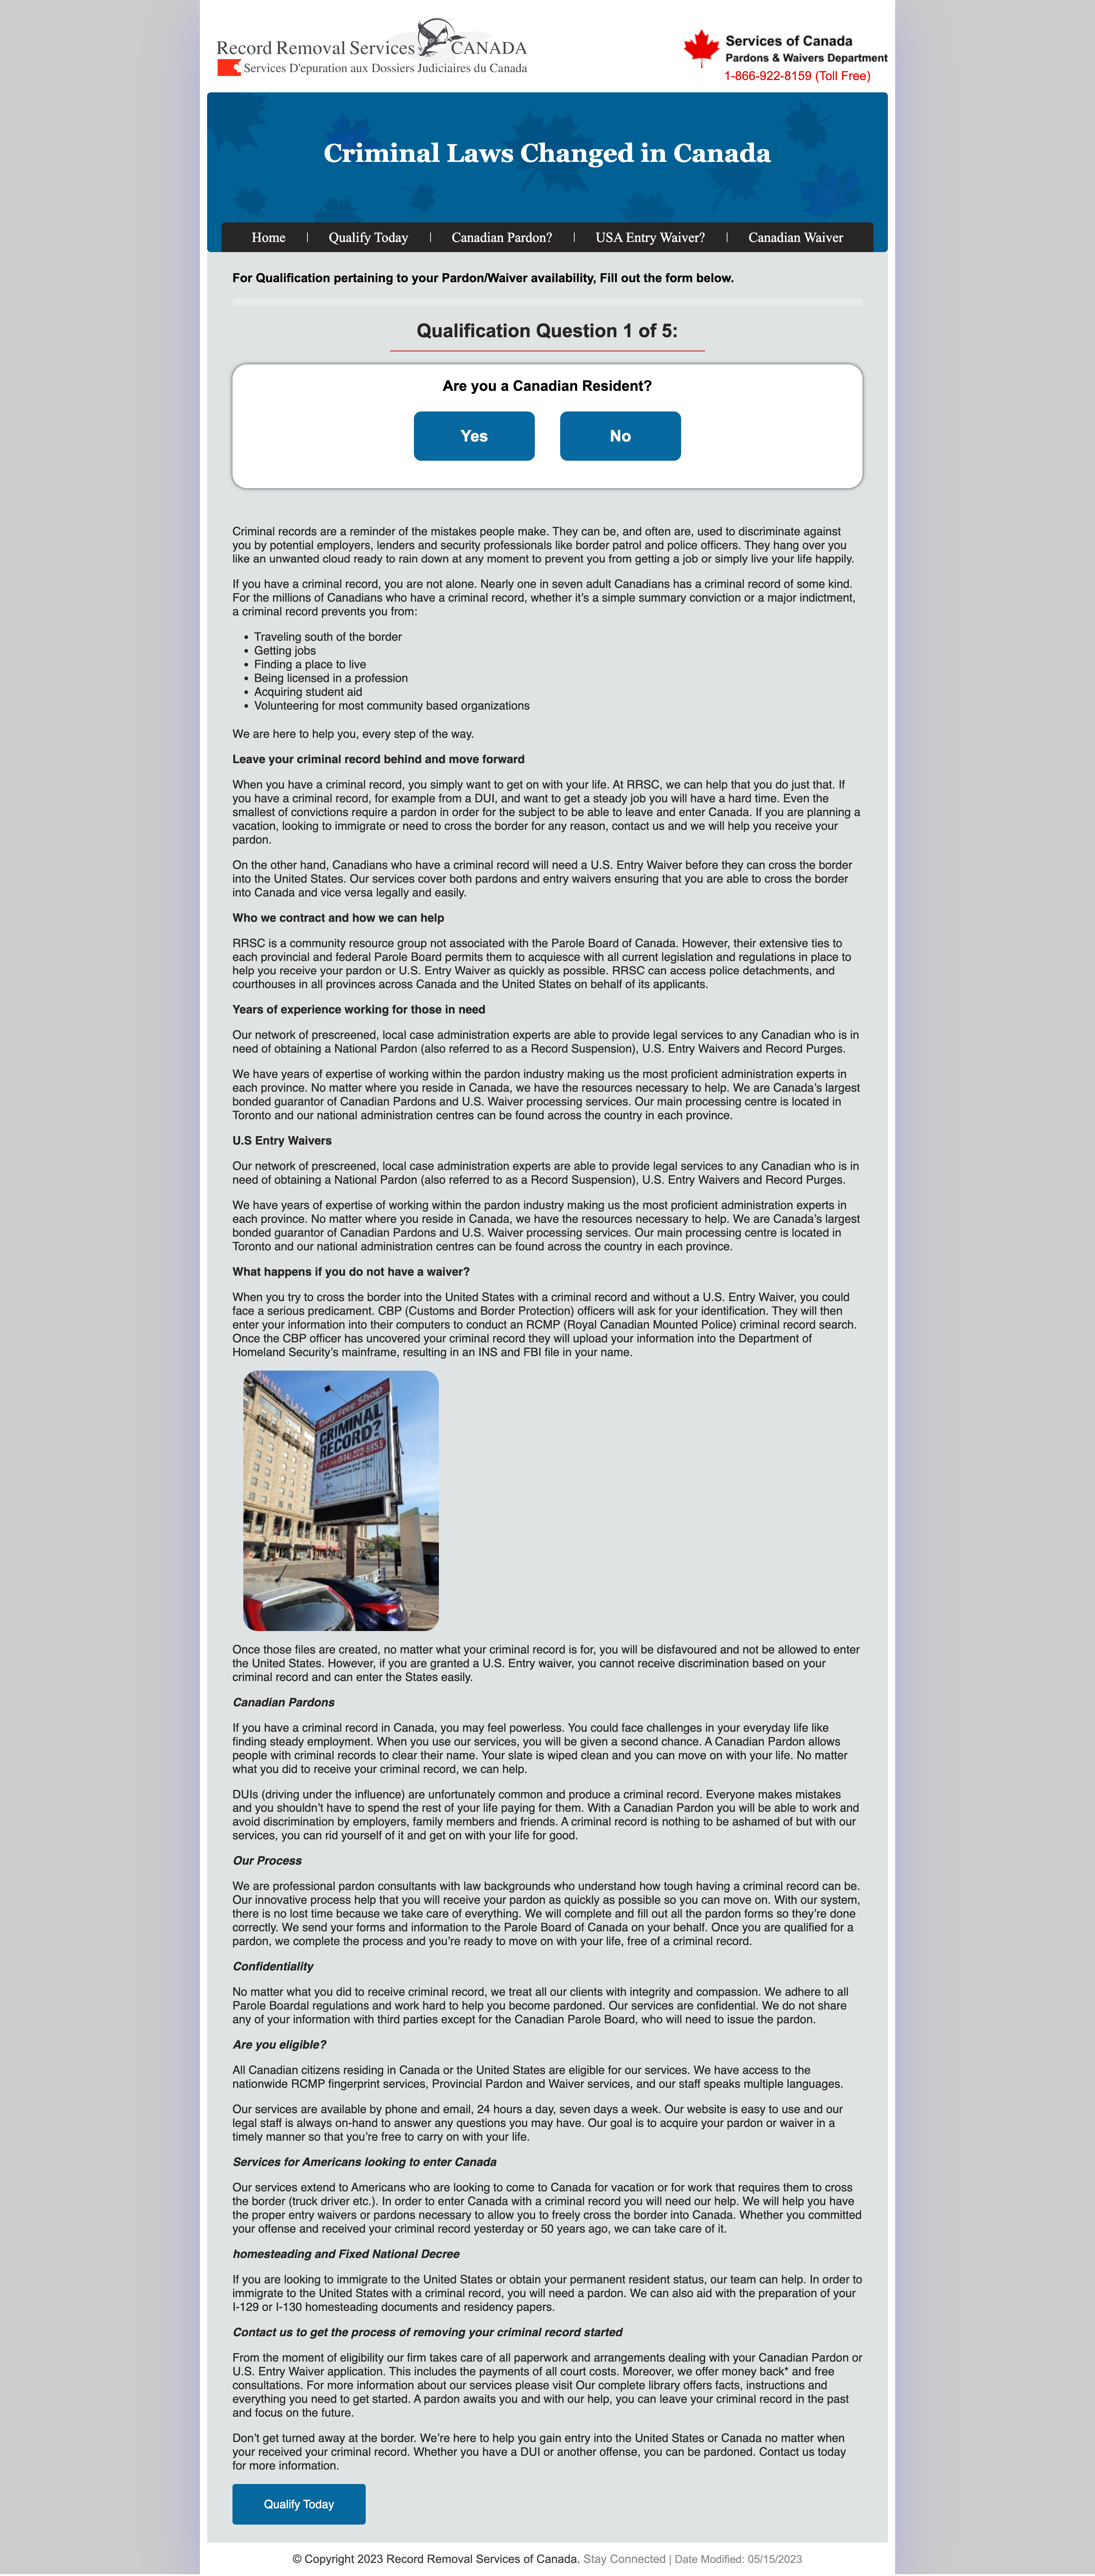 Record Removal Services CANADA
Services D'epuration aux Dossiers Judiciaires du Canada
Services of Canada
Pardons & Waivers Department
1-866-922-8159 (Toll Free)
Criminal Laws Changed in Canada
Home | Qualify Today | Canadian Pardon? | USA Entry Waiver? | Canadian Waiver
For Qualification pertaining to your Pardon/Waiver availability, Fill out the form below.
Qualification Question 1 of 5:
Are you a Canadian Resident?
Yes No
Criminal records are a reminder of the mistakes people make. They can be, and often are, used to discriminate against
you by potential employers, lenders and security professionals like border patrol and police officers. They hang over you
like an unwanted cloud ready to rain down at any moment to prevent you from getting a job or simply live your life happily.
If you have a criminal record, you are not alone. Nearly one in seven adult Canadians has a criminal record of some kind.
For the millions of Canadians who have a criminal record, whether it's a simple summary conviction or a major indictment,
a criminal record prevents you from:
• Traveling south of the border
• Getting jobs
• Finding a place to live
• Being licensed in a profession
• Acquiring student aid
• Volunteering for most community based organizations
We are here to help you, every step of the way.
Leave your criminal record behind and move forward
When you have a criminal record, you simply want to get on with your life. At RRSC, we can help that you do just that. If
you have a criminal record, for example from a DUI, and want to get a steady job you will have a hard time. Even the
smallest of convictions require a pardon in order for the subject to be able to leave and enter Canada. If you are planning a
vacation, looking to immigrate or need to cross the border for any reason, contact us and we will help you receive your
pardon.
On the other hand, Canadians who have a criminal record will need a U.S. Entry Waiver before they can cross the border
into the United States. Our services cover both pardons and entry waivers ensuring that you are able to cross the border
into Canada and vice versa legally and easily.
Who we contract and how we can help
RRSC is a community resource group not associated with the Parole Board of Canada. However, their extensive ties to
each provincial and federal Parole Board permits them to acquiesce with all current legislation and regulations in place to
help you receive your pardon or U.S. Entry Waiver as quickly as possible. RRSC can access police detachments, and
courthouses in all provinces across Canada and the United States on behalf of its applicants.
Years of experience working for those in need
Our network of prescreened, local case administration experts are able to provide legal services to any Canadian who is in
need of obtaining a National Pardon (also referred to as a Record Suspension), U.S. Entry Waivers and Record Purges.
We have years of expertise of working within the pardon industry making us the most proficient administration experts in
each province. No matter where you reside in Canada, we have the resources necessary to help. We are Canada's largest
bonded guarantor of Canadian Pardons and U.S. Waiver processing services. Our main processing centre is located in
Toronto and our national administration centres can be found across the country in each province.
U.S Entry Waivers
Our network of prescreened, local case administration experts are able to provide legal services to any Canadian who is in
need of obtaining a National Pardon (also referred to as a Record Suspension), U.S. Entry Waivers and Record Purges.
We have years of expertise of working within the pardon industry making us the most proficient administration experts in
each province. No matter where you reside in Canada, we have the resources necessary to help. We are Canada's largest
bonded guarantor of Canadian Pardons and U.S. Waiver processing services. Our main processing centre is located in
Toronto and our national administration centres can be found across the country in each province.
What happens if you do not have a waiver?
When you try to cross the border into the United States with a criminal record and without a U.S. Entry Waiver, you could
face a serious predicament. CBP (Customs and Border Protection) officers will ask for your identification. They will then
enter your information into their computers to conduct an RCMP (Royal Canadian Mounted Police) criminal record search.
Once the CBP officer has uncovered your criminal record they will upload your information into the Department of
Homeland Security's mainframe, resulting in an INS and FBI file in your name.
Duty Free Shop
CRIMINAL
RECORD?
Once those files are created, no matter what your criminal record is for, you will be disfavoured and not be allowed to enter
the United States. However, if you are granted a U.S. Entry waiver, you cannot receive discrimination based on your
criminal record and can enter the States easily.
Canadian Pardons
If you have a criminal record in Canada, you may feel powerless. You could face challenges in your everyday life like
finding steady employment. When you use our services, you will be given a second chance. A Canadian Pardon allows
people with criminal records to clear their name. Your slate is wiped clean and you can move on with your life. No matter
what you did to receive your criminal record, we can help.
DUIs (driving under the influence) are unfortunately common and produce a criminal record. Everyone makes mistakes
and you shouldn't have to spend the rest of your life paying for them. With a Canadian Pardon you will be able to work and
avoid discrimination by employers, family members and friends. A criminal record is nothing to be ashamed of but with our
services, you can rid yourself of it and get on with your life for good.
Our Process
We are professional pardon consultants with law backgrounds who understand how tough having a criminal record can be.
Our innovative process help that you will receive your pardon as quickly as possible so you can move on. With our system,
there is no lost time because we take care of everything. We will complete and fill out all the pardon forms so they're done
correctly. We send your forms and information to the Parole Board of Canada on your behalf. Once you are qualified for a
pardon, we complete the process and you're ready to move on with your life, free of a criminal record.
Confidentiality
No matter what you did to receive criminal record, we treat all our clients with integrity and compassion. We adhere to all
Parole Boardal regulations and work hard to help you become pardoned. Our services are confidential. We do not share
any of your information with third parties except for the Canadian Parole Board, who will need to issue the pardon.
Are you eligible?
All Canadian citizens residing in Canada or the United States are eligible for our services. We have access to the
nationwide RCMP fingerprint services, Provincial Pardon and Waiver services, and our staff speaks multiple languages.
Our services are available by phone and email, 24 hours a day, seven days a week. Our website is easy to use and our
legal staff is always on-hand to answer any questions you may have. Our goal is to acquire your pardon or waiver in a
timely manner so that you're free to carry on with your life.
Services for Americans looking to enter Canada
Our services extend to Americans who are looking to come to Canada for vacation or for work that requires them to cross
the border (truck driver etc.). In order to enter Canada with a criminal record you will need our help. We will help you have
the proper entry waivers or pardons necessary to allow you to freely cross the border into Canada. Whether you committed
your offense and received your criminal record yesterday or 50 years ago, we can take care of it.
homesteading and Fixed National Decree
If you are looking to immigrate to the United States or obtain your permanent resident status, our team can help. In order to
immigrate to the United States with a criminal record, you will need a pardon. We can also aid with the preparation of your
I-129 or I-130 homesteading documents and residency papers.
Contact us to get the process of removing your criminal record started
From the moment of eligibility our firm takes care of all paperwork and arrangements dealing with your Canadian Pardon or
U.S. Entry Waiver application. This includes the payments of all court costs. Moreover, we offer money back* and free
consultations. For more information about our services please visit Our complete library offers facts, instructions and
everything you need to get started. A pardon awaits you and with our help, you can leave your criminal record in the past
and focus on the future.
Don't get turned away at the border. We're here to help you gain entry into the United States or Canada no matter when
your received your criminal record. Whether you have a DUI or another offense, you can be pardoned. Contact us today
for more information.
Qualify Today
© Copyright 2023 Record Removal Services of Canada. Stay Connected | Date Modified: 05/15/2023